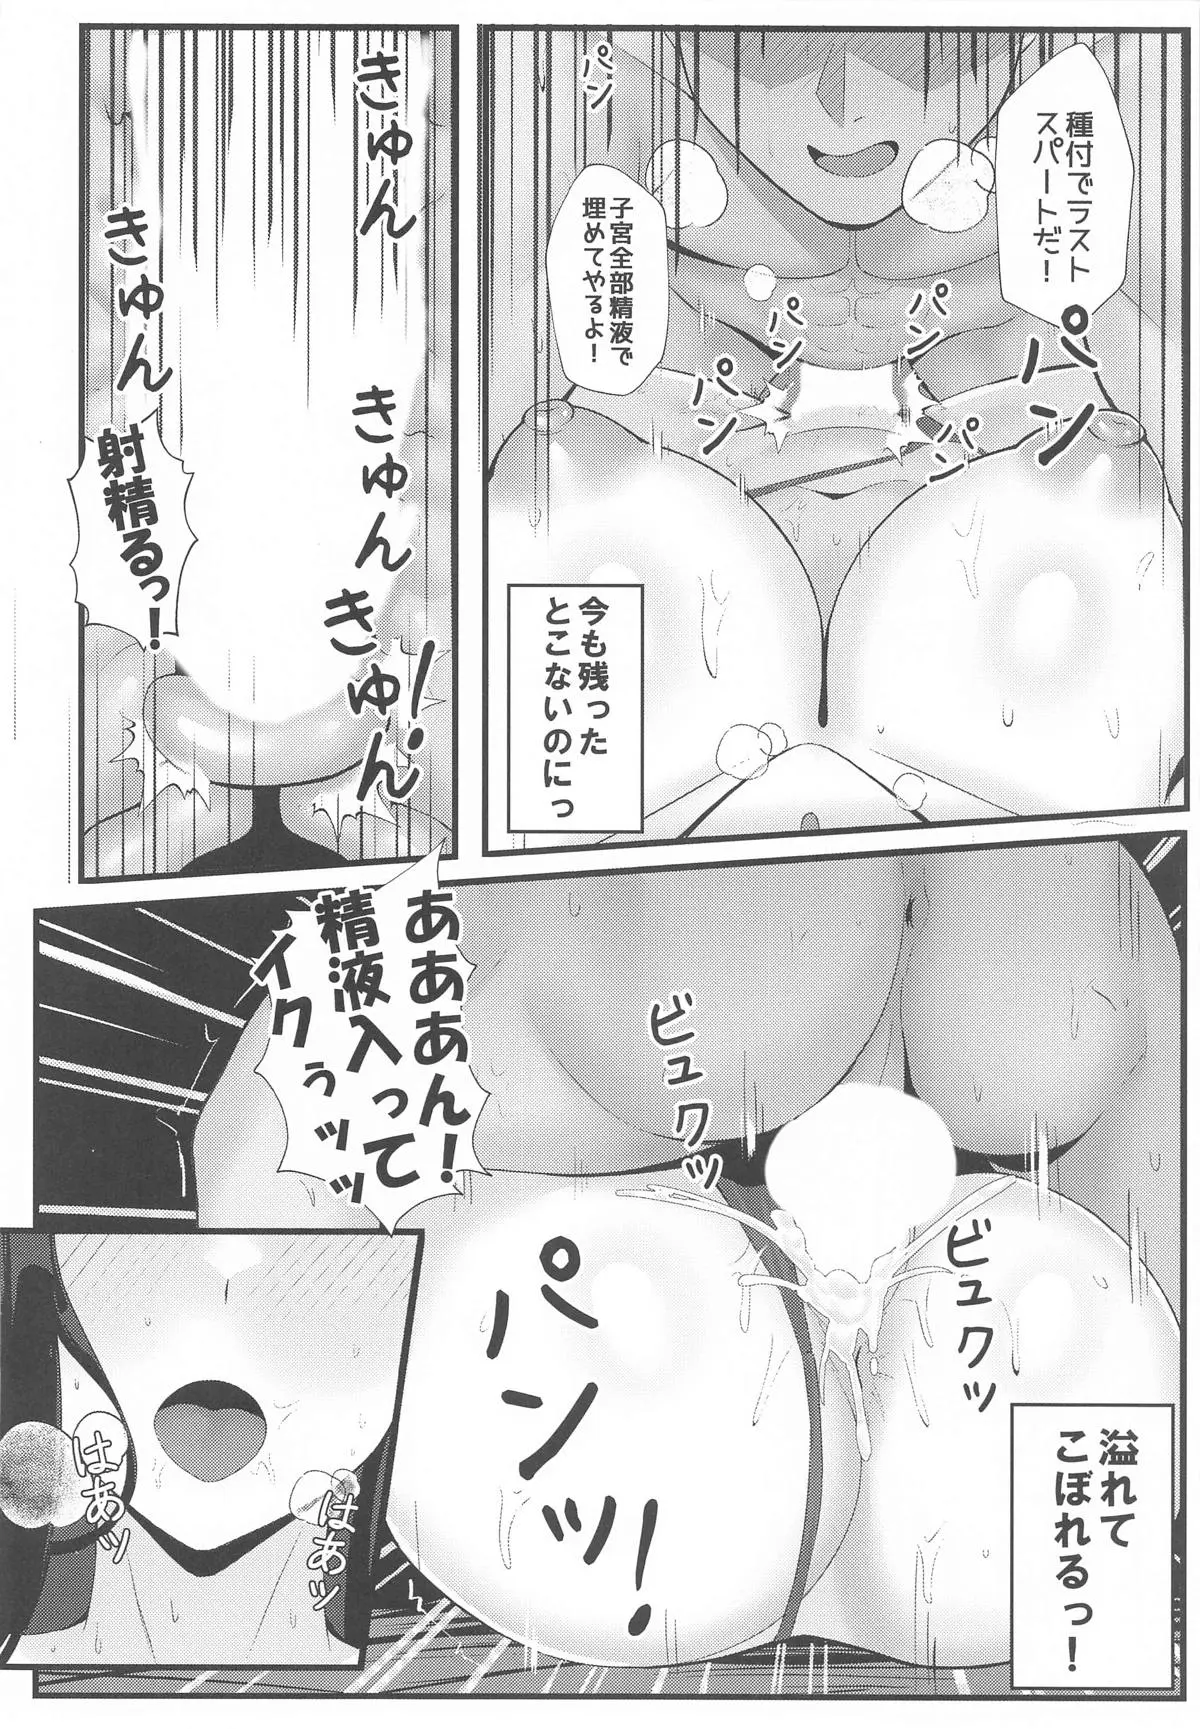 種付でラスト
スパートだ！
子宮全部精液で
埋めてやるよ！
パン
パン
パン
パン
パン
パン
今も残った
とこないのにっ
きゅん
きゅん
きゅん
きゅん！
射精るっ！
あああん！
精液入って
イクぅッッ
ビュクッ
ビュクッ
パンッ！
溢れて
こぼれるっ！
はあッ
はあッ